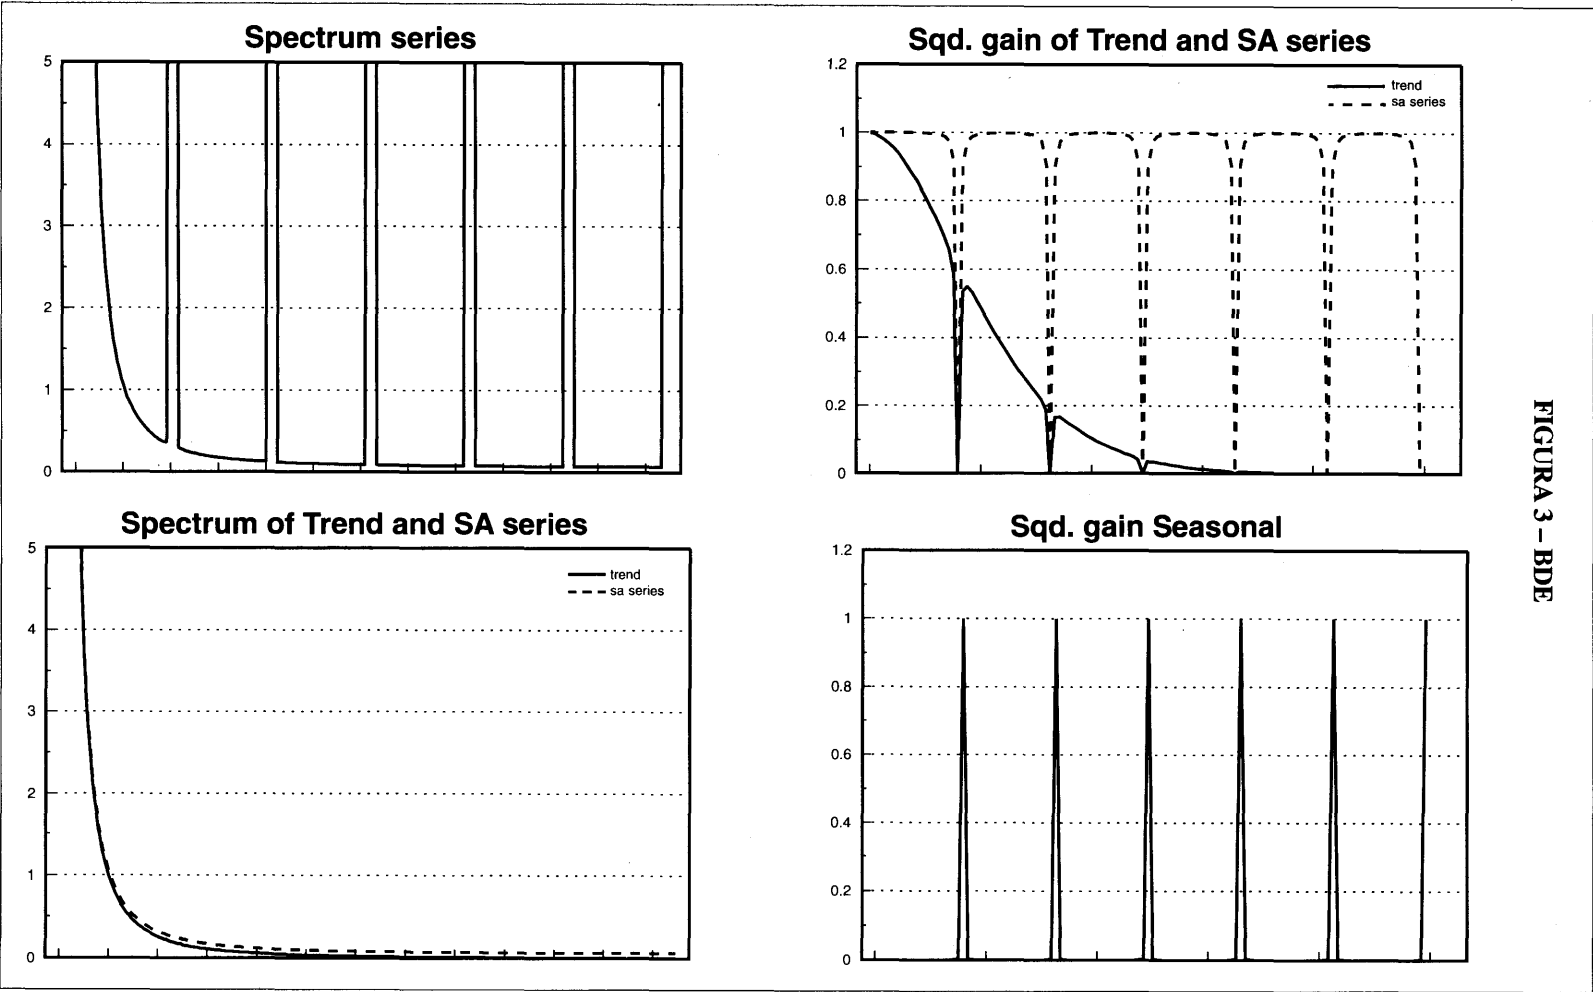 Spectrum series
5
4
3
2
1
0
Sqd. gain of Trend and SA series
1.2
1
0.8
0.6
0.4
0.2
0
trend
sa series
Spectrum of Trend and SA series
5
4
3
2
1
0
trend
sa series
Sqd. gain Seasonal
1.2
1
0.8
0.6
0.4
0.2
0
FIGURA 3 – BDE